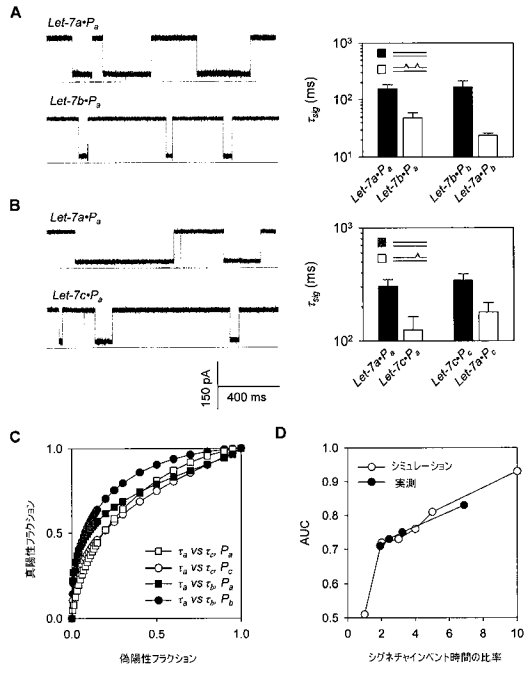 A
Let-7a•Pa
Let-7b•Pa
10³
10²
10¹
τsig (ms)
Let-7a•Pa
Let-7b•Pa
Let-7b•Pb
Let-7a•Pb
B
Let-7a•Pa
Let-7c•Pa
150 pA
400 ms
10³
10²
τsig (ms)
Let-7a•Pa
Let-7c•Pa
Let-7c•Pc
Let-7a•Pc
C
1.0
0.5
0.0
真陽性フラクション
τa vs τc, Pa
τa vs τc, Pc
τa vs τb, Pa
τa vs τb, Pb
0.0 0.5 1.0
偽陽性フラクション
D
0.9
0.8
0.7
0.6
0.5
AUC
シミュレーション
実測
0 2 4 6 8 10
シグネチャインベント時間の比率